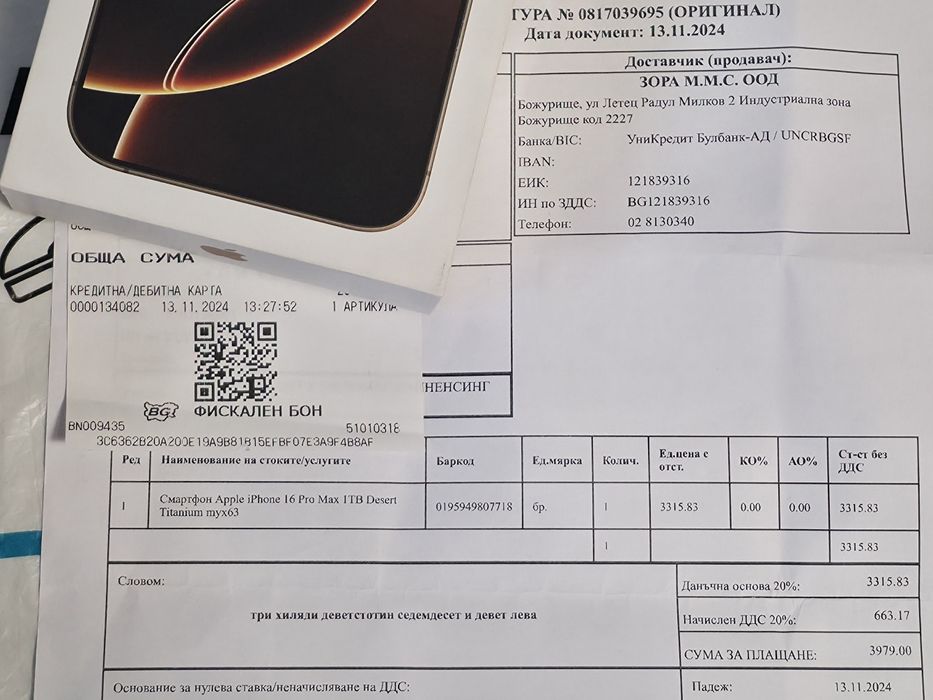 ГУРА № 0817039695 (ОРИГИНАЛ)
Дата документ: 13.11.2024
Доставчик (продавач):
ЗОРА М.М.С. ООД
Божурище, ул Летец Радул Милков 2 Индустриална зона
Божурище код 2227
Банка/BIC: УниКредит Булбанк-АД / UNCRBGSF
IBAN:
ЕИК: 121839316
ИН по ЗДДС: BG121839316
Телефон: 02 8130340
ОБЩА СУМА
КРЕДИТНА/ДЕБИТНА КАРТА
0000134082 13.11.2024 13:27:52 1 АРТИКУЛА
НЕНСИНГ
BG
ФИСКАЛЕН БОН
BN009435 51010318
3C6362B20A200E19A9B81B15EFBF07E3A9F4B8AF
Ред Наименование на стоките/услугите Баркод Ед.мярка Колич. Ед.цена с отст. КО% АО% Ст-ст без ДДС
1 Смартфон Apple iPhone 16 Pro Max 1TB Desert 0195949807718 бр. 1 3315.83 0.00 0.00 3315.83
Titanium myx63
1 3315.83
Словом: Данъчна основа 20%: 3315.83
три хиляди деветстотин седемдесет и девет лева Начислен ДДС 20%: 663.17
СУМА ЗА ПЛАЩАНЕ: 3979.00
Основание за нулева ставка/неначисляване на ДДС: Падеж: 13.11.2024